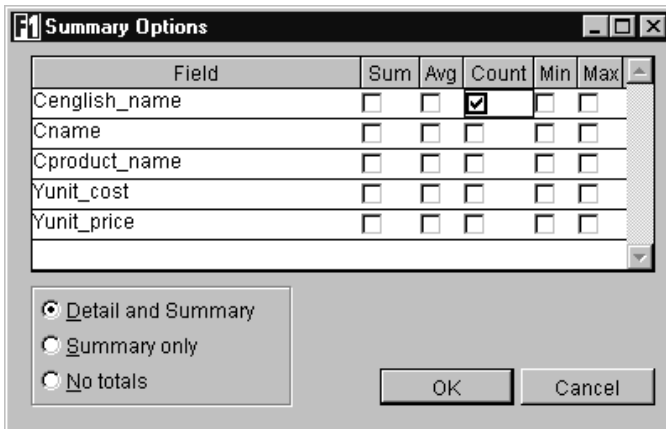 F1 Summary Options
Field Sum Avg Count Min Max
Cenglish_name
Cname
Cproduct_name
Yunit_cost
Yunit_price
Detail and Summary
Summary only
No totals
OK Cancel